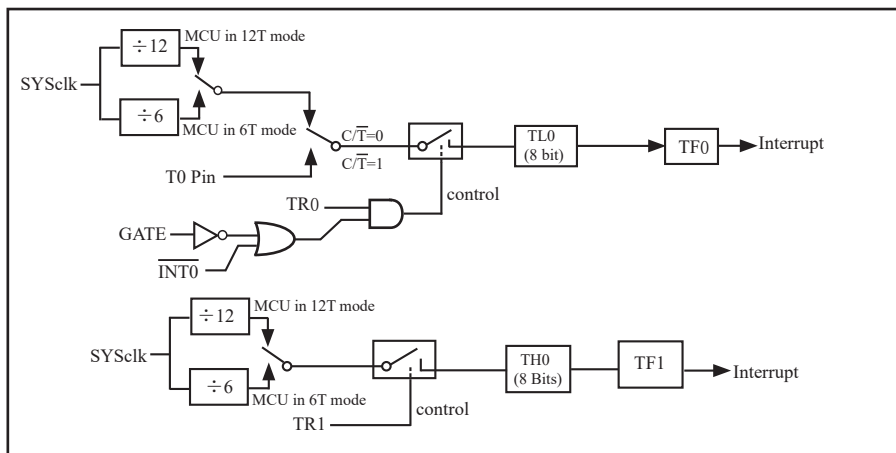 ÷12
MCU in 12T mode
SYSclk
÷6
MCU in 6T mode
C/T̅=0
C/T̅=1
T0 Pin
TL0
(8 bit)
TF0
Interrupt
control
TR0
GATE
I̅N̅T̅0̅
÷12
MCU in 12T mode
SYSclk
÷6
MCU in 6T mode
TH0
(8 Bits)
TF1
Interrupt
control
TR1